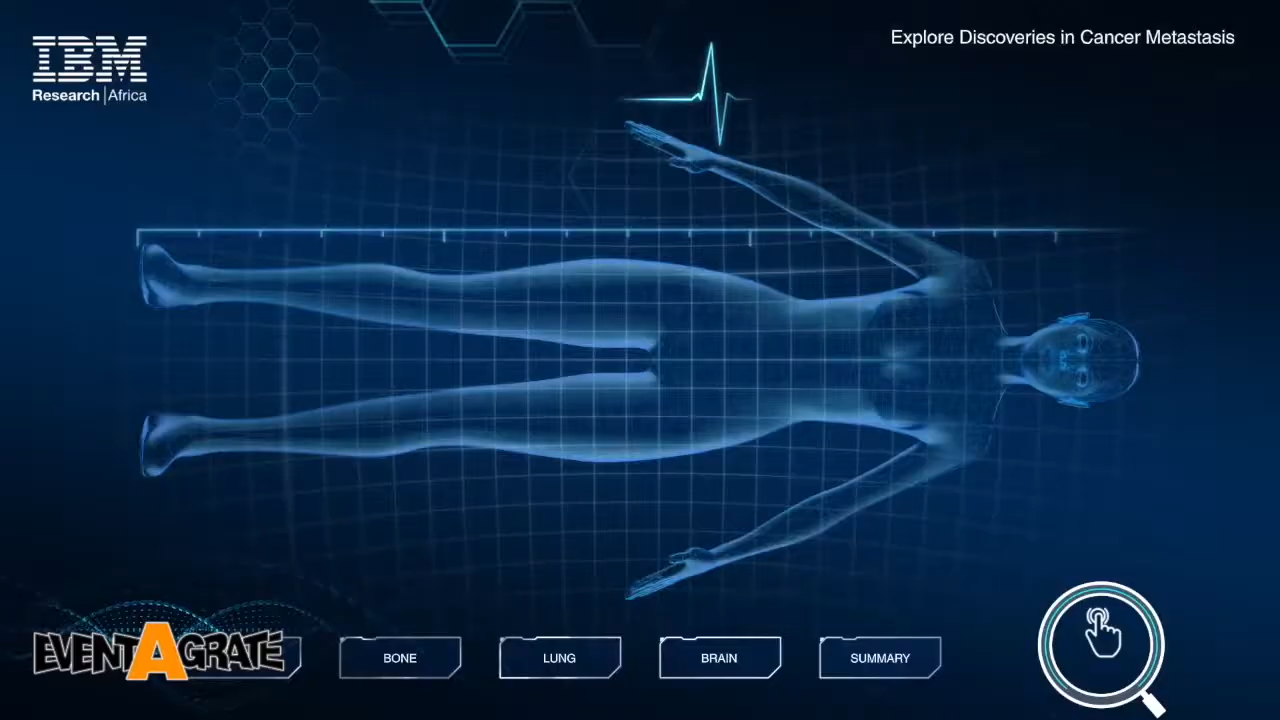 IBM
Research | Africa
Explore Discoveries in Cancer Metastasis
EVENTAGRATE
BONE
LUNG
BRAIN
SUMMARY